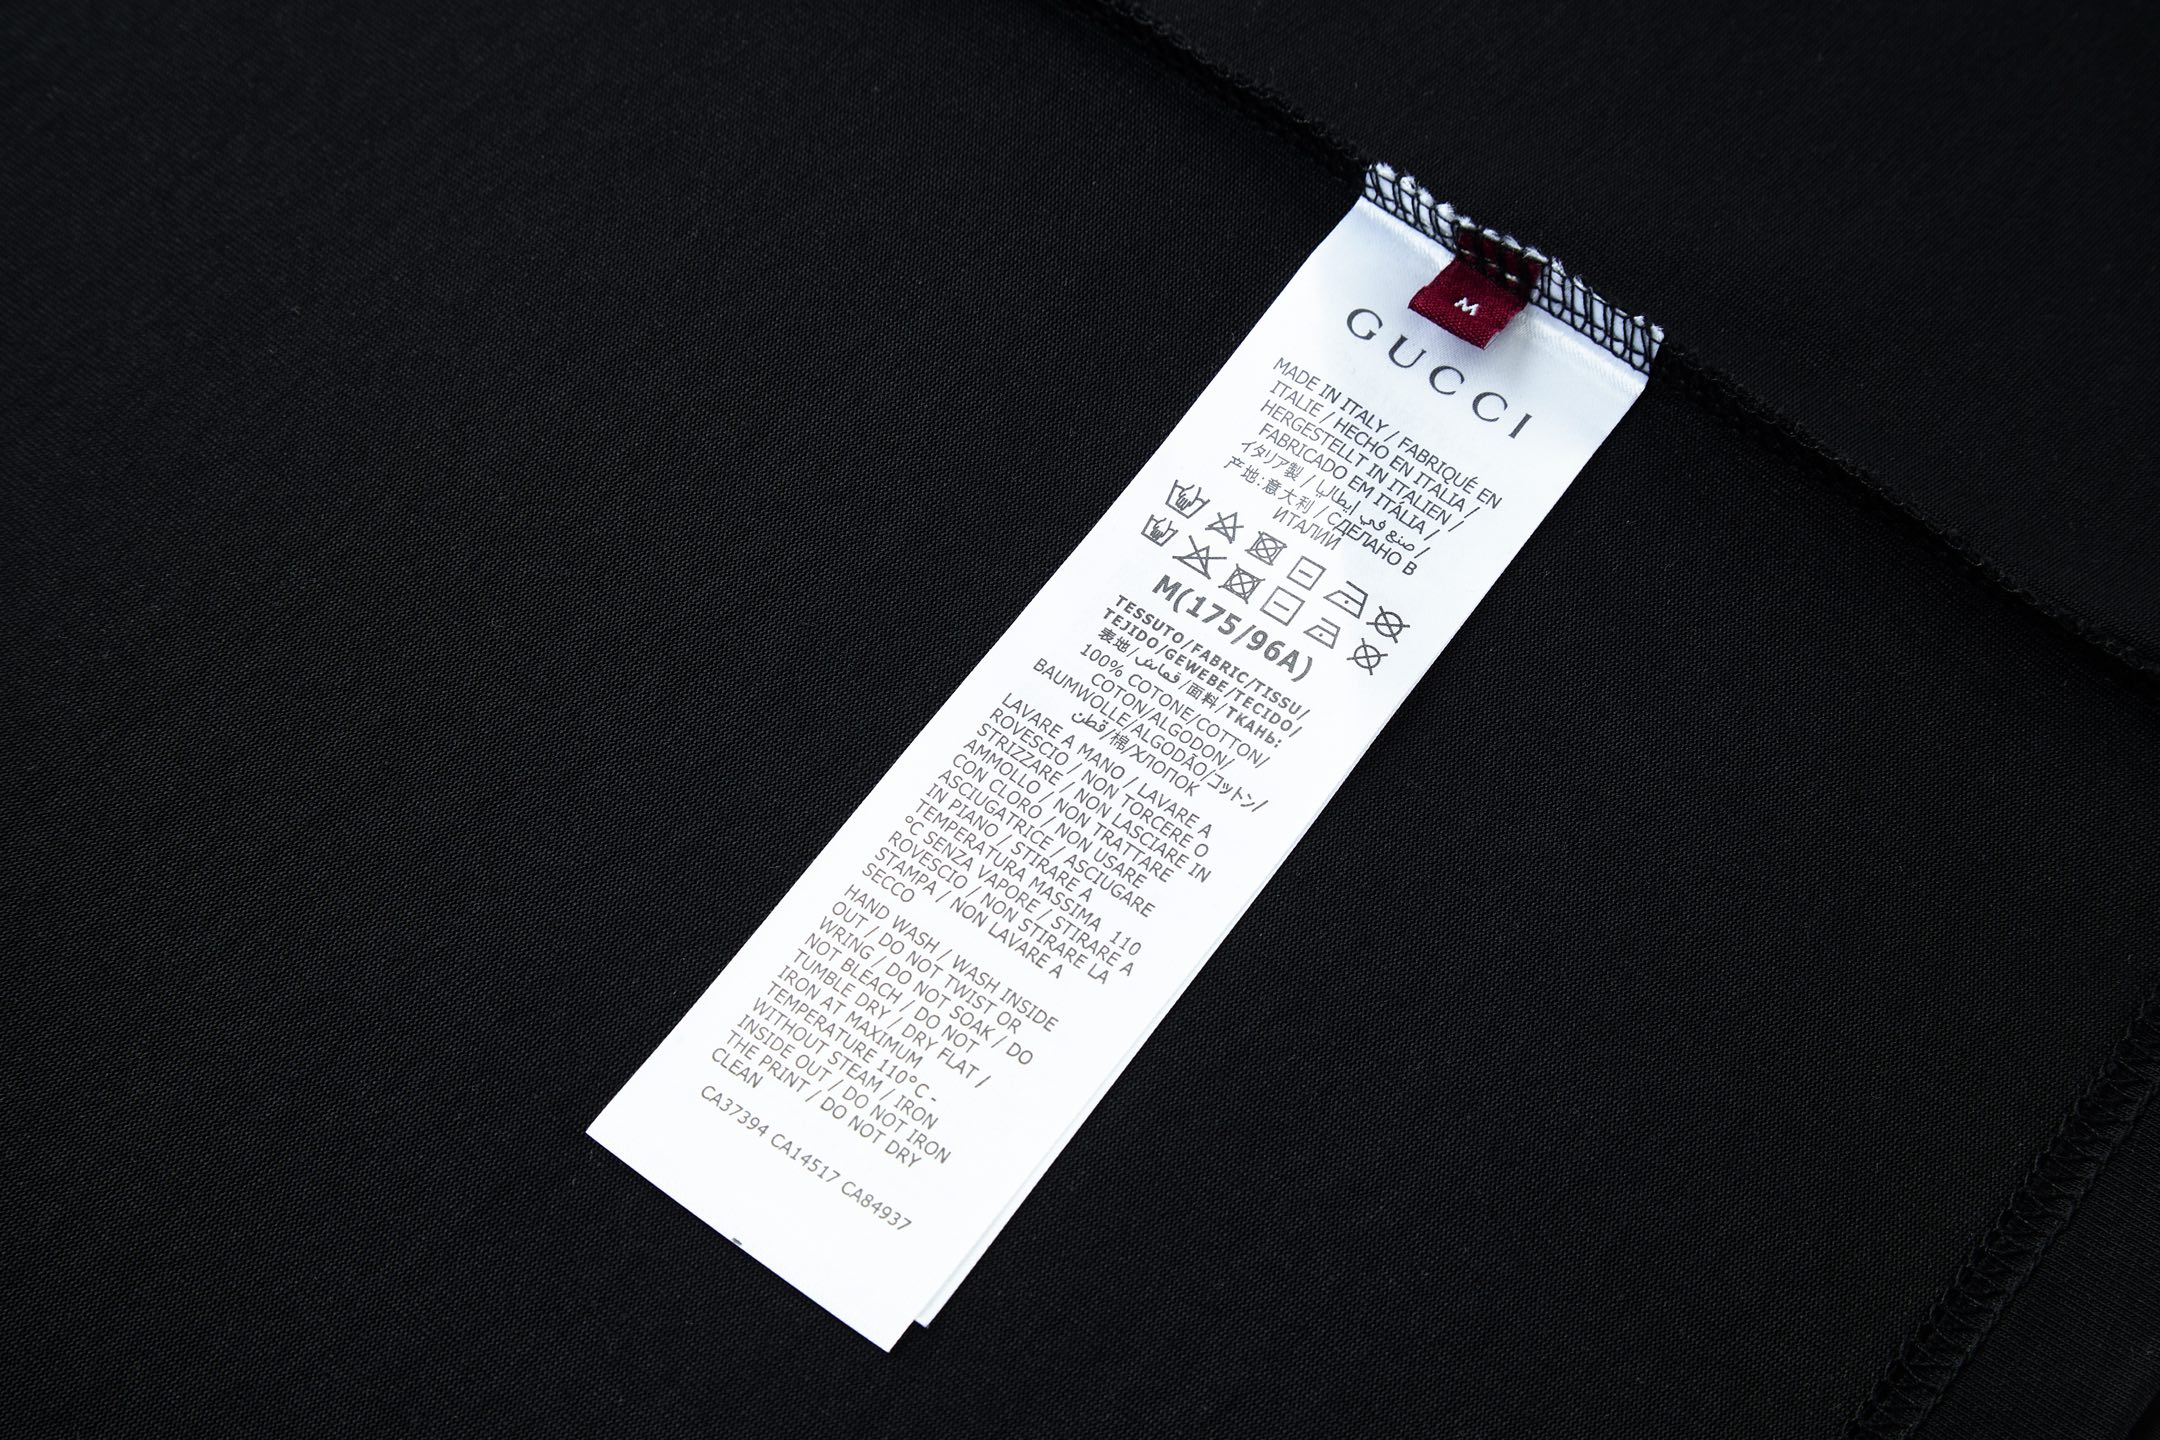 M
GUCCI
MADE IN ITALY / FABRIQUÉ EN
ITALIE / HECHO EN ITALIA /
HERGESTELLT IN ITALIEN /
FABRICADO EM ITÁLIA /
イタリア製 / صنع في ايطاليا /
产地:意大利 / СДЕЛАНО В
ИТАЛИИ
M(175/96A)
TESSUTO/FABRIC/TISSU/
TEJIDO/GEWEBE/TECIDO/
表地/قماش/面料/ТКАНЬ:
100% COTONE/COTTON/
COTON/ALGODON/
BAUMWOLLE/ALGODÃO/コットン/
قطن/棉/ХЛОПОК
LAVARE A MANO / LAVARE A
ROVESCIO / NON TORCERE O
STRIZZARE / NON LASCIARE IN
AMMOLLO / NON TRATTARE
CON CLORO / NON USARE
ASCIUGATRICE / ASCIUGARE
IN PIANO / STIRARE A
TEMPERATURA MASSIMA 110
°C SENZA VAPORE / STIRARE A
ROVESCIO / NON STIRARE LA
STAMPA / NON LAVARE A
SECCO
HAND WASH / WASH INSIDE
OUT / DO NOT TWIST OR
WRING / DO NOT SOAK / DO
NOT BLEACH / DO NOT
TUMBLE DRY / DRY FLAT /
IRON AT MAXIMUM
TEMPERATURE 110°C -
WITHOUT STEAM / IRON
INSIDE OUT / DO NOT IRON
THE PRINT / DO NOT DRY
CLEAN
CA37394 CA14517 CA84937